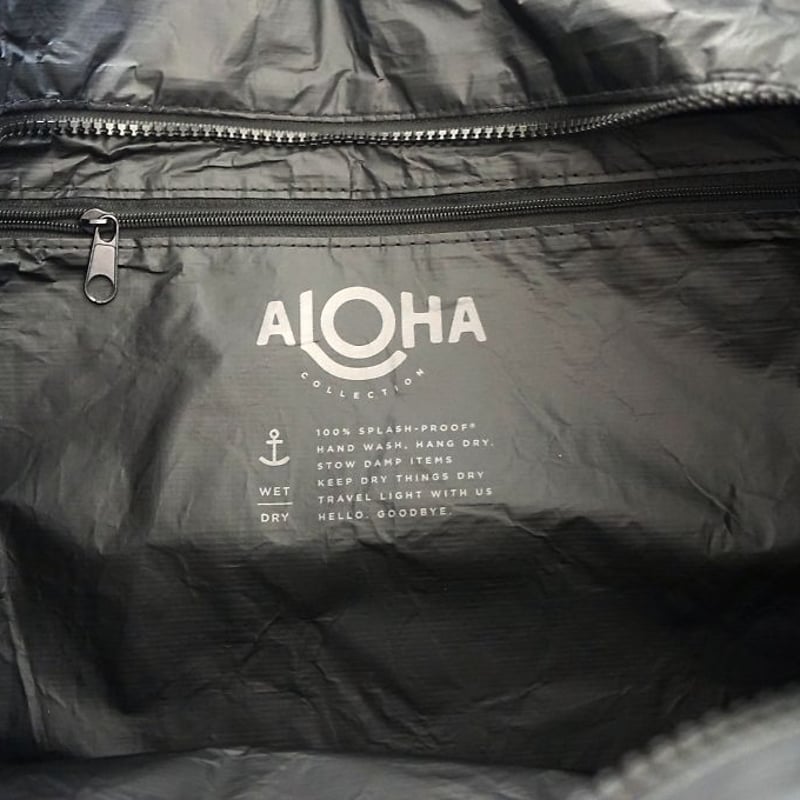 ALOHA
COLLECTION
100% SPLASH-PROOF®
HAND WASH, HANG DRY.
STOW DAMP ITEMS
KEEP DRY THINGS DRY
TRAVEL LIGHT WITH US
HELLO. GOODBYE.
WET
DRY